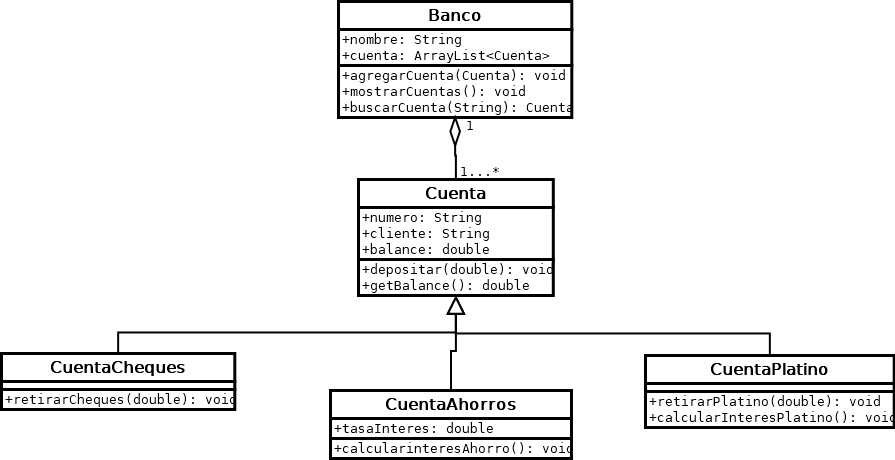 Banco
+nombre: String
+cuenta: ArrayList<Cuenta>
+agregarCuenta(Cuenta): void
+mostrarCuentas(): void
+buscarCuenta(String): Cuenta
1
1...*
Cuenta
+numero: String
+cliente: String
+balance: double
+depositar(double): void
+getBalance(): double
CuentaCheques
+retirarCheques(double): void
CuentaAhorros
+tasaInteres: double
+calcularinteresAhorro(): void
CuentaPlatino
+retirarPlatino(double): void
+calcularInteresPlatino(): void